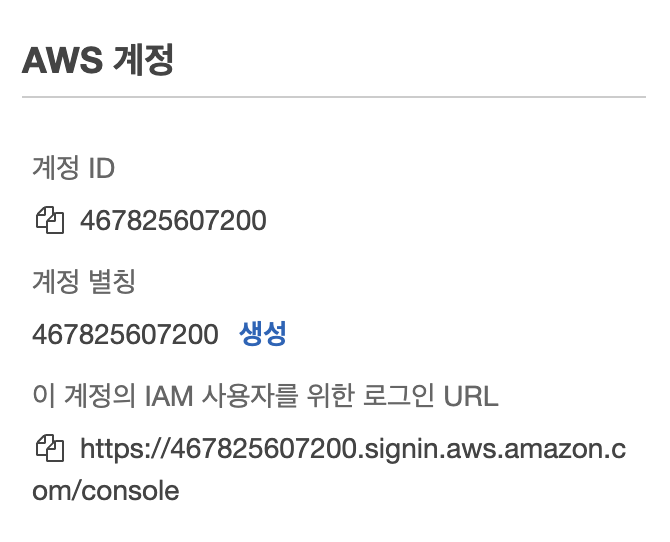 AWS 계정
계정 ID
467825607200
계정 별칭
467825607200 생성
이 계정의 IAM 사용자를 위한 로그인 URL
https://467825607200.signin.aws.amazon.c
om/console